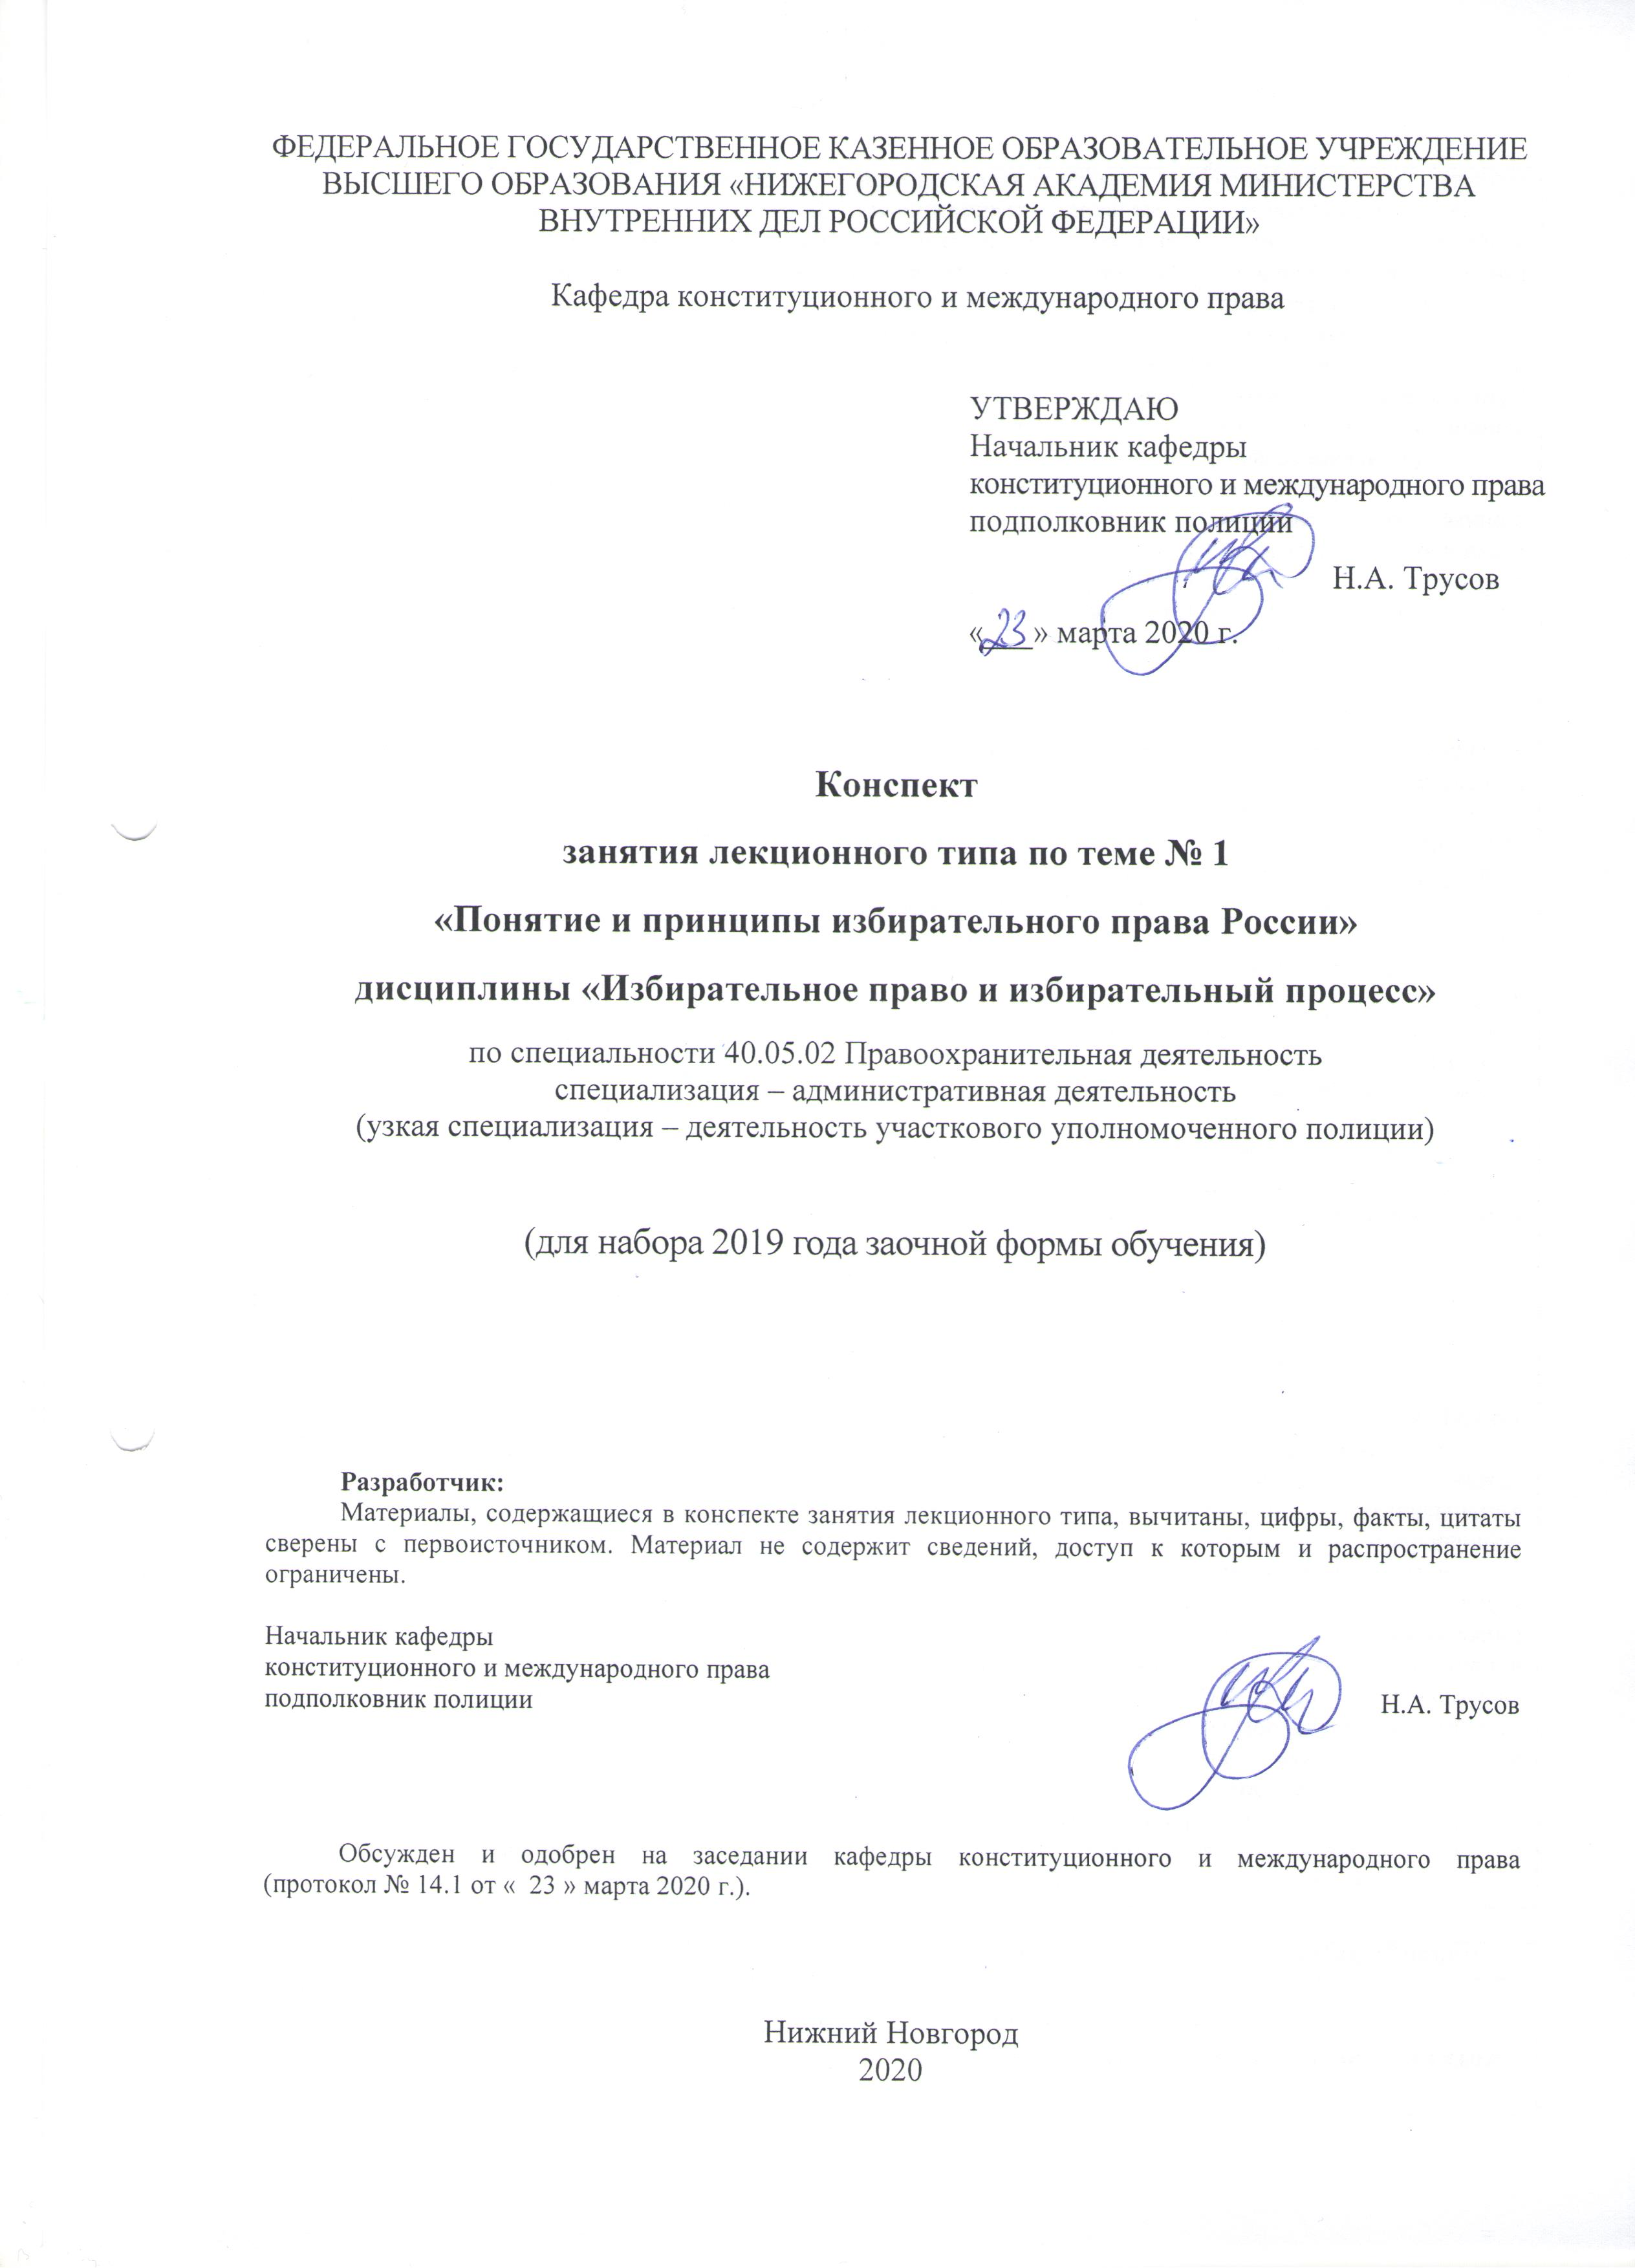 ФЕДЕРАЛЬНОЕ ГОСУДАРСТВЕННОЕ КАЗЕННОЕ ОБРАЗОВАТЕЛЬНОЕ УЧРЕЖДЕНИЕ
ВЫСШЕГО ОБРАЗОВАНИЯ «НИЖЕГОРОДСКАЯ АКАДЕМИЯ МИНИСТЕРСТВА
ВНУТРЕННИХ ДЕЛ РОССИЙСКОЙ ФЕДЕРАЦИИ»
Кафедра конституционного и международного права
УТВЕРЖДАЮ
Начальник кафедры
конституционного и международного права
подполковник полиции
Н.А. Трусов
«23» марта 2020 г.
Конспект
занятия лекционного типа по теме № 1
«Понятие и принципы избирательного права России»
дисциплины «Избирательное право и избирательный процесс»
по специальности 40.05.02 Правоохранительная деятельность
специализация – административная деятельность
(узкая специализация – деятельность участкового уполномоченного полиции)
(для набора 2019 года заочной формы обучения)
Разработчик:
Материалы, содержащиеся в конспекте занятия лекционного типа, вычитаны, цифры, факты, цитаты
сверены с первоисточником. Материал не содержит сведений, доступ к которым и распространение
ограничены.
Начальник кафедры
конституционного и международного права
подполковник полиции
Н.А. Трусов
Обсужден и одобрен на заседании кафедры конституционного и международного права
(протокол № 14.1 от « 23 » марта 2020 г.).
Нижний Новгород
2020